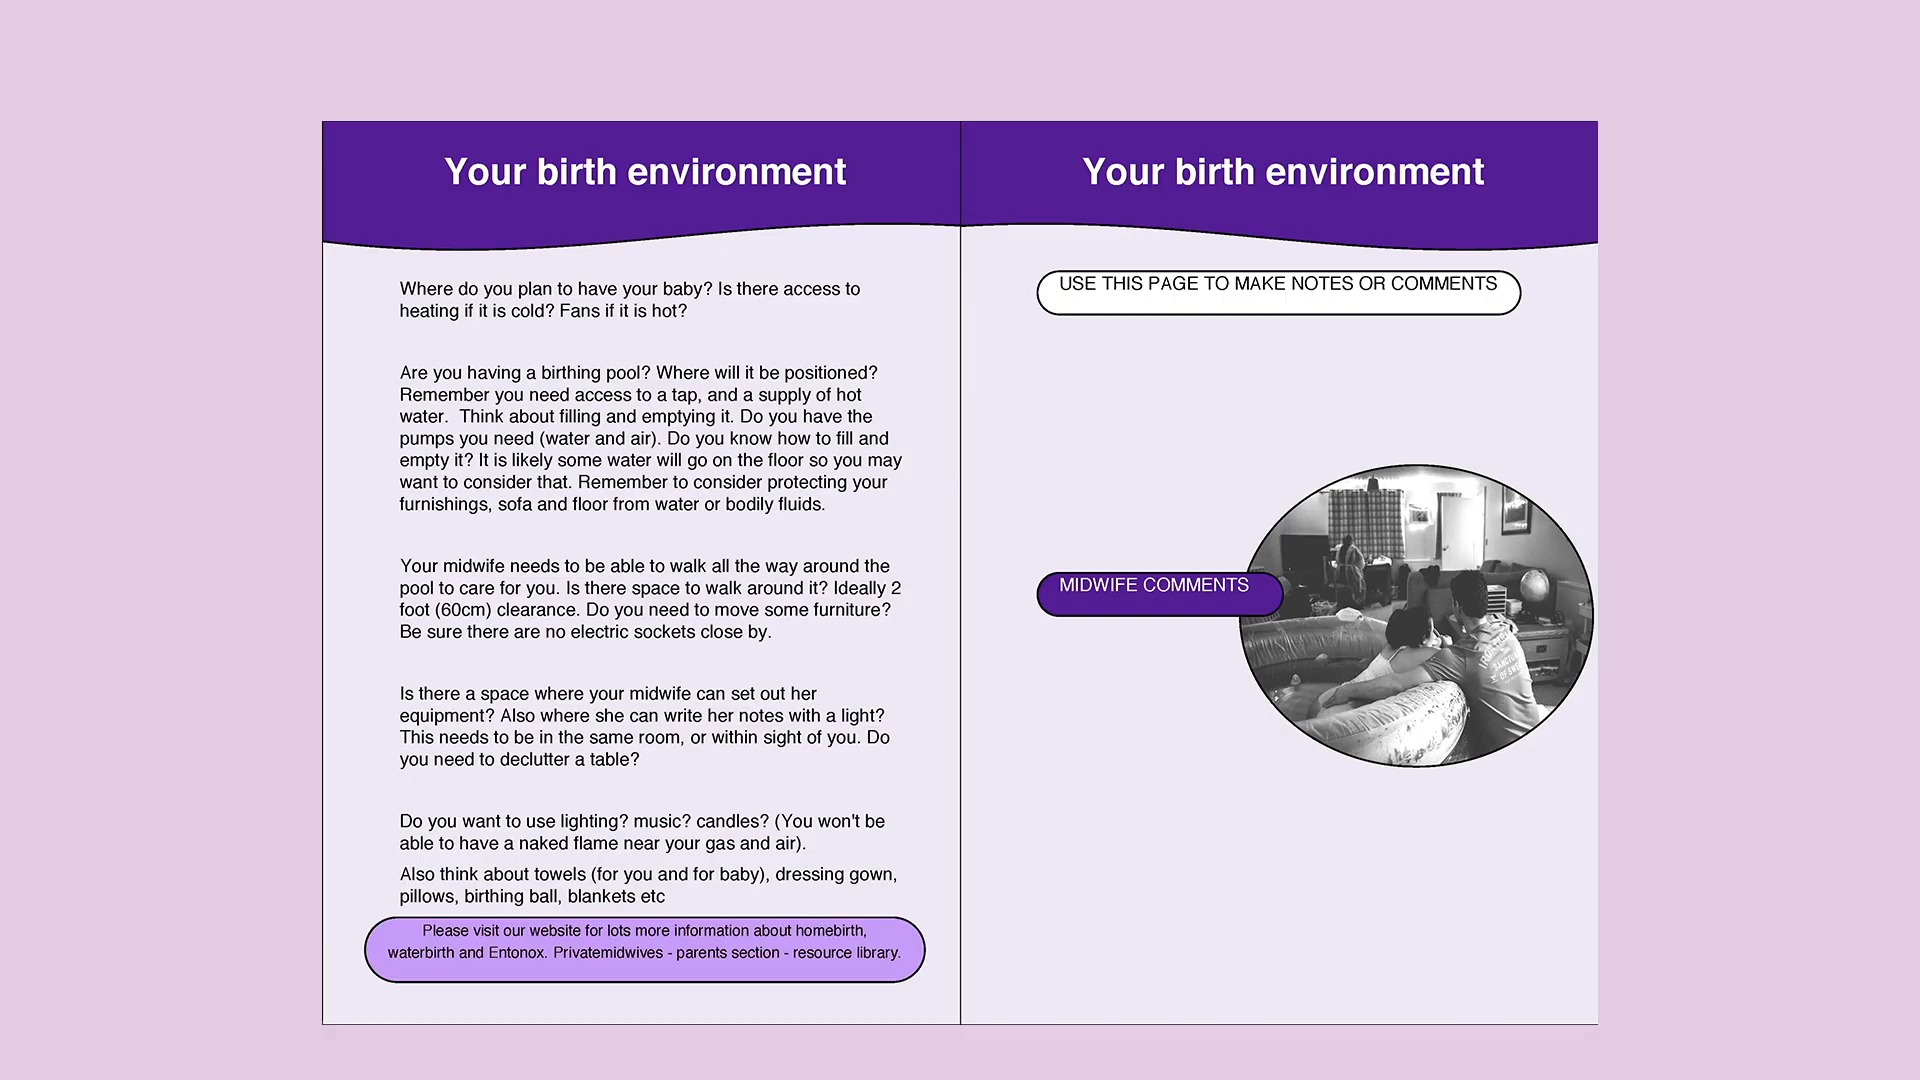 Your birth environment
Where do you plan to have your baby? Is there access to
heating if it is cold? Fans if it is hot?
Are you having a birthing pool? Where will it be positioned?
Remember you need access to a tap, and a supply of hot
water.  Think about filling and emptying it. Do you have the
pumps you need (water and air). Do you know how to fill and
empty it? It is likely some water will go on the floor so you may
want to consider that. Remember to consider protecting your
furnishings, sofa and floor from water or bodily fluids.
Your midwife needs to be able to walk all the way around the
pool to care for you. Is there space to walk around it? Ideally 2
foot (60cm) clearance. Do you need to move some furniture?
Be sure there are no electric sockets close by.
Is there a space where your midwife can set out her
equipment? Also where she can write her notes with a light?
This needs to be in the same room, or within sight of you. Do
you need to declutter a table?
Do you want to use lighting? music? candles? (You won't be
able to have a naked flame near your gas and air).
Also think about towels (for you and for baby), dressing gown,
pillows, birthing ball, blankets etc
Please visit our website for lots more information about homebirth,
waterbirth and Entonox. Privatemidwives - parents section - resource library.
Your birth environment
USE THIS PAGE TO MAKE NOTES OR COMMENTS
MIDWIFE COMMENTS